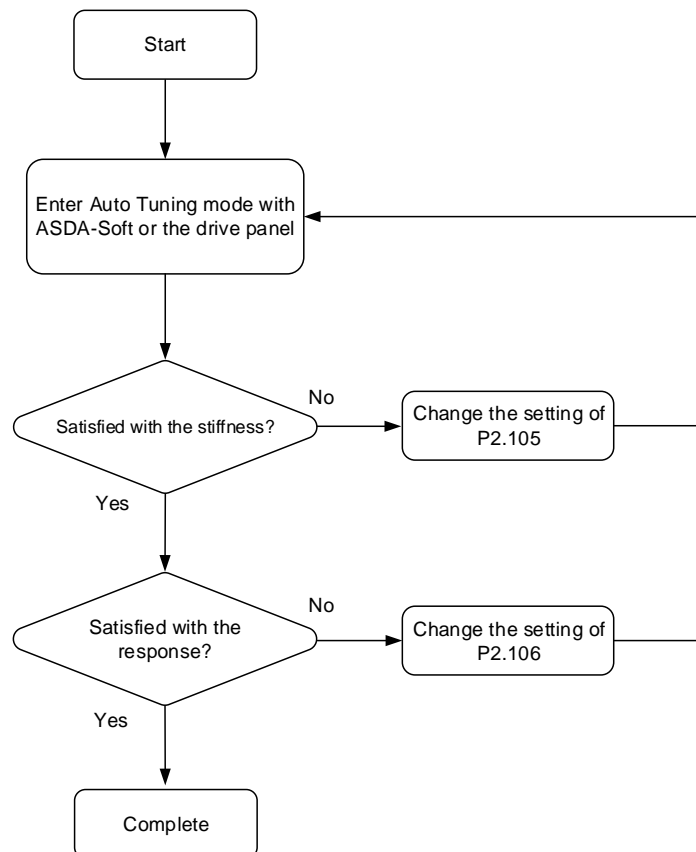 Start
Enter Auto Tuning mode with
ASDA-Soft or the drive panel
Satisfied with the stiffness?
No
Change the setting of
P2.105
Yes
Satisfied with the
response?
No
Change the setting of
P2.106
Yes
Complete